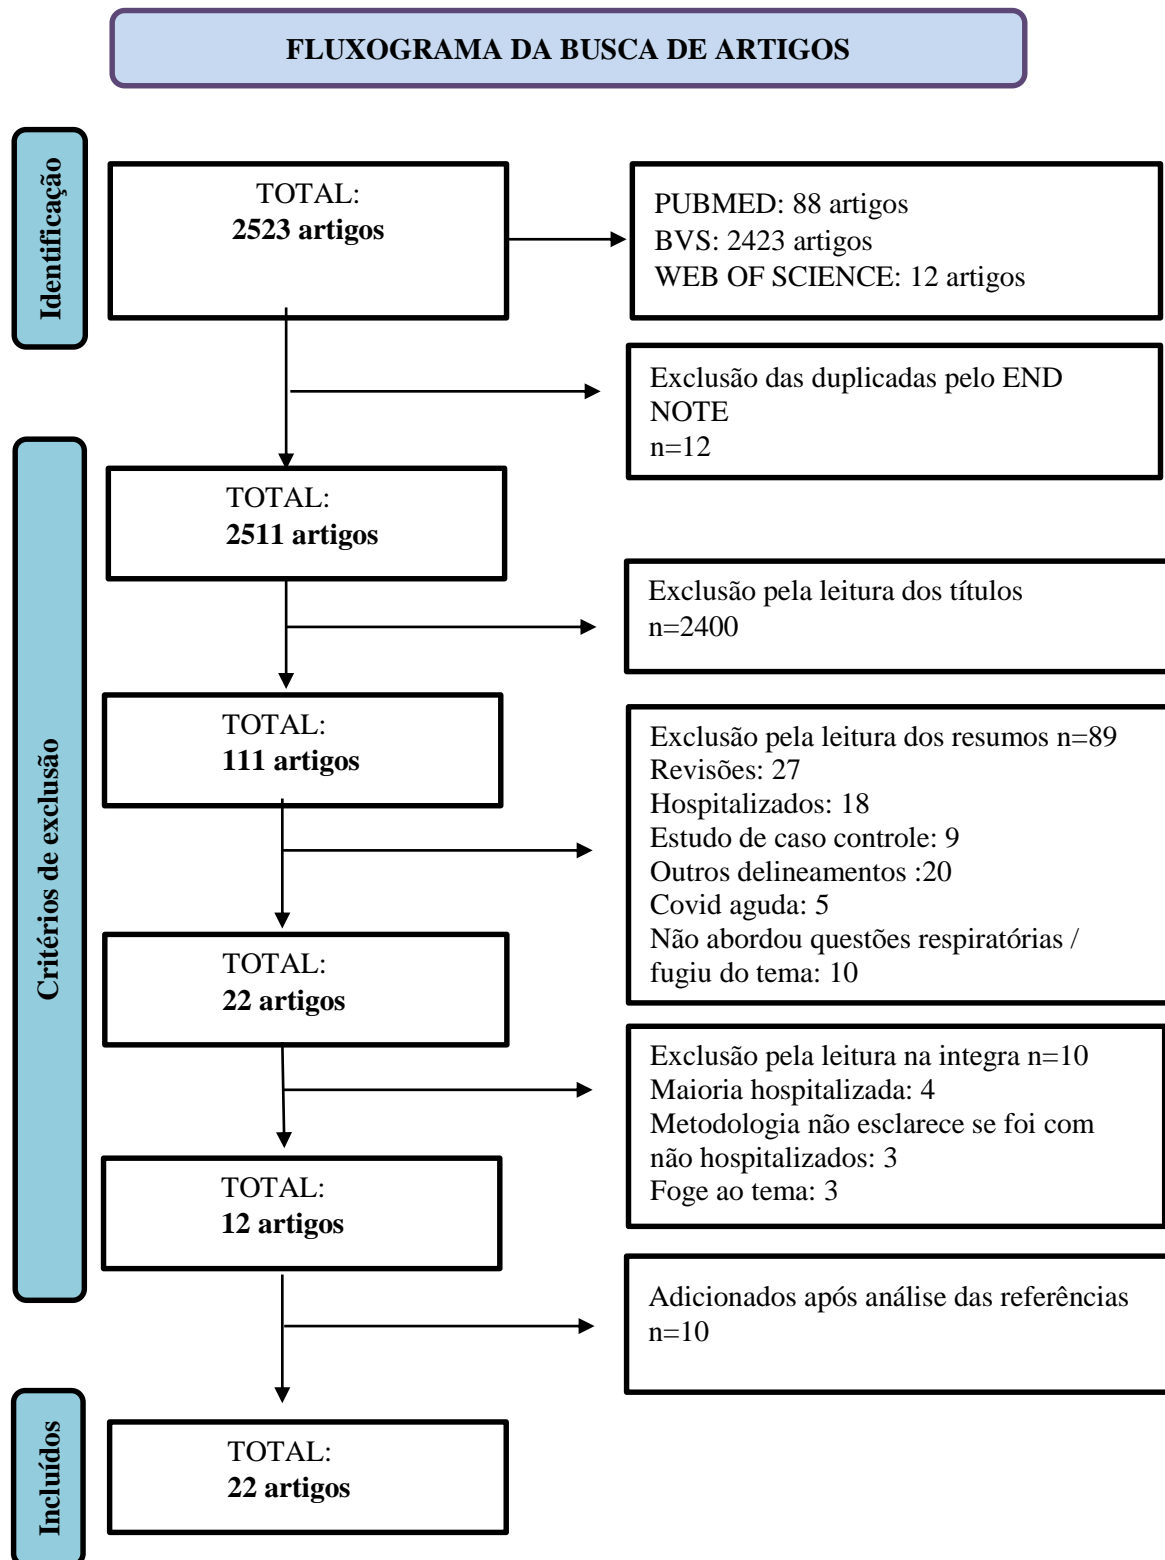 FLUXOGRAMA DA BUSCA DE ARTIGOS
Identificação
TOTAL:
2523 artigos
PUBMED: 88 artigos
BVS: 2423 artigos
WEB OF SCIENCE: 12 artigos
Exclusão das duplicadas pelo END
NOTE
n=12
Critérios de exclusão
TOTAL:
2511 artigos
Exclusão pela leitura dos títulos
n=2400
TOTAL:
111 artigos
Exclusão pela leitura dos resumos n=89
Revisões: 27
Hospitalizados: 18
Estudo de caso controle: 9
Outros delineamentos :20
Covid aguda: 5
Não abordou questões respiratórias /
fugiu do tema: 10
TOTAL:
22 artigos
Exclusão pela leitura na integra n=10
Maioria hospitalizada: 4
Metodologia não esclarece se foi com
não hospitalizados: 3
Foge ao tema: 3
TOTAL:
12 artigos
Adicionados após análise das referências
n=10
Incluídos
TOTAL:
22 artigos